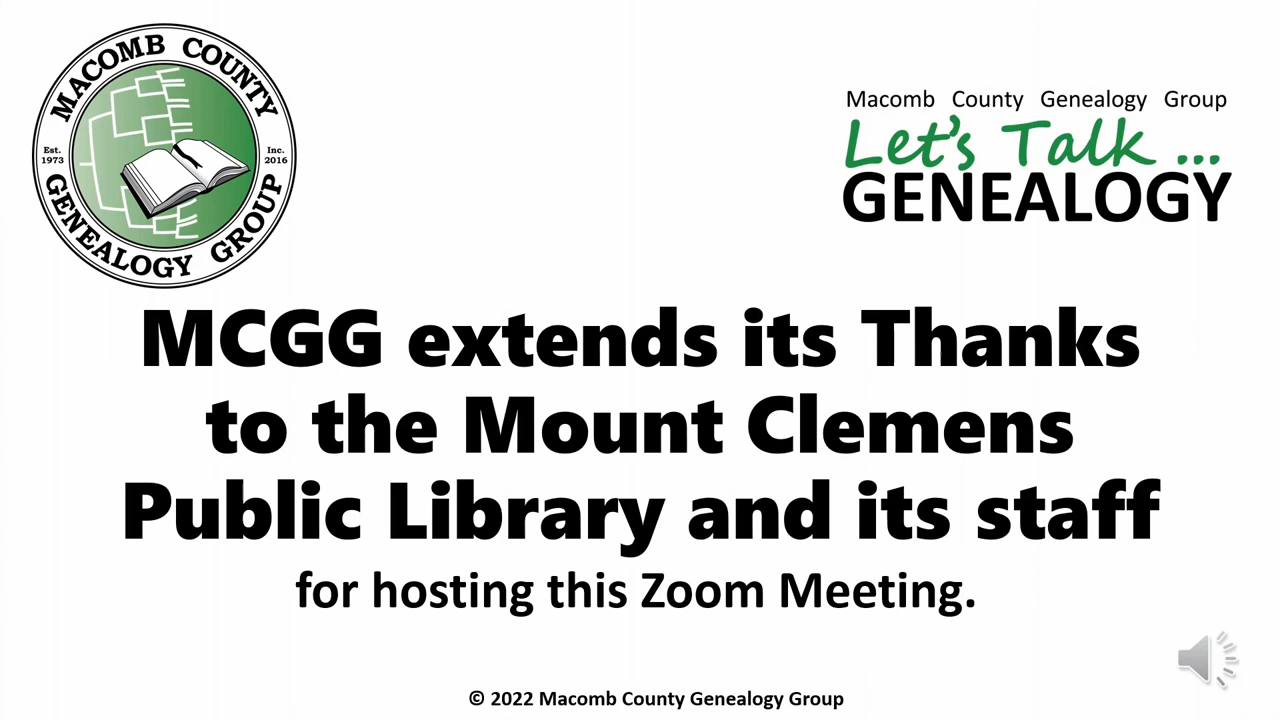 MACOMB COUNTY
Est. 1973
Inc. 2016
GENEALOGY GROUP
Macomb County Genealogy Group
Let's Talk ...
GENEALOGY
MCGG extends its Thanks
to the Mount Clemens
Public Library and its staff
for hosting this Zoom Meeting.
© 2022 Macomb County Genealogy Group